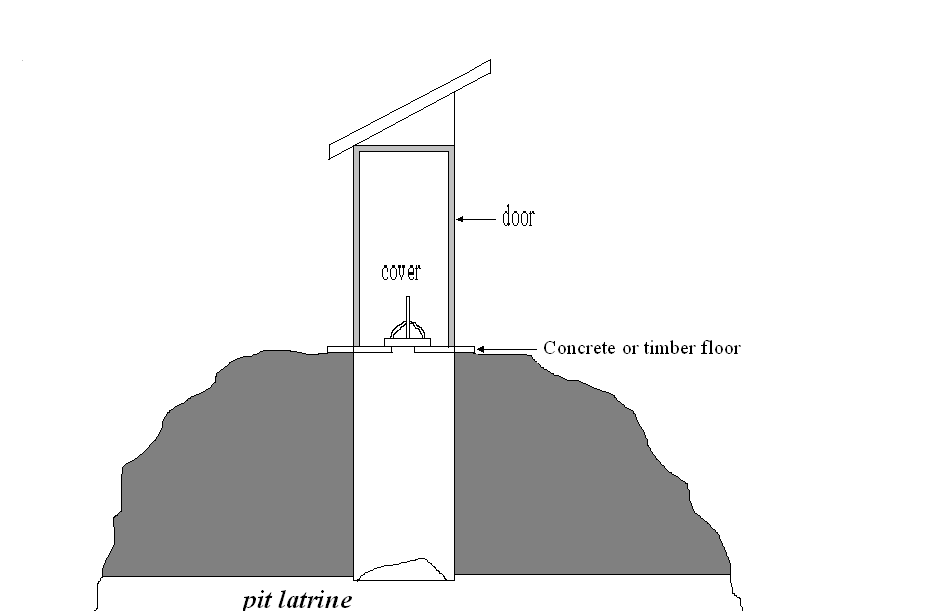 door
cover
Concrete or timber floor
pit latrine